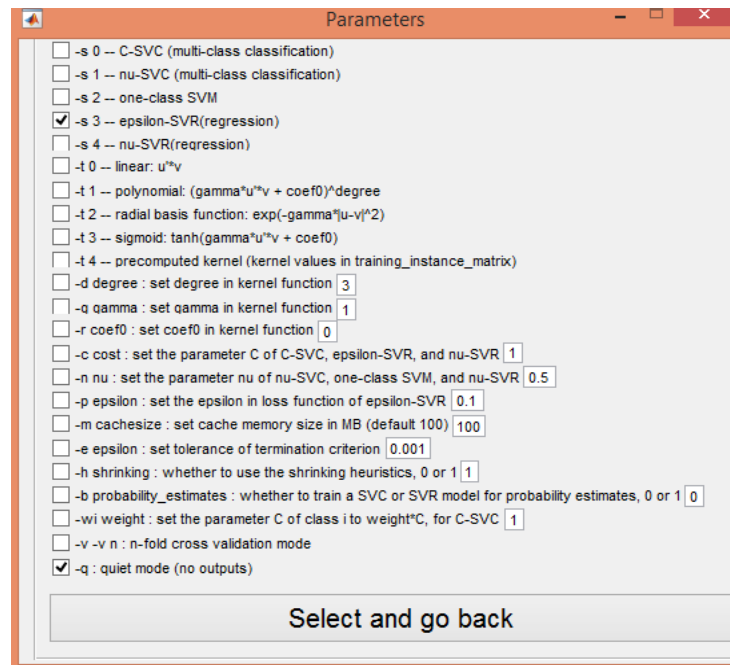 Parameters
-s 0 -- C-SVC (multi-class classification)
-s 1 -- nu-SVC (multi-class classification)
-s 2 -- one-class SVM
-s 3 -- epsilon-SVR(regression)
-s 4 -- nu-SVR(regression)
-t 0 -- linear: u'*v
-t 1 -- polynomial: (gamma*u'*v + coef0)^degree
-t 2 -- radial basis function: exp(-gamma*|u-v|^2)
-t 3 -- sigmoid: tanh(gamma*u'*v + coef0)
-t 4 -- precomputed kernel (kernel values in training_instance_matrix)
-d degree : set degree in kernel function 3
-g gamma : set gamma in kernel function 1
-r coef0 : set coef0 in kernel function 0
-c cost : set the parameter C of C-SVC, epsilon-SVR, and nu-SVR 1
-n nu : set the parameter nu of nu-SVC, one-class SVM, and nu-SVR 0.5
-p epsilon : set the epsilon in loss function of epsilon-SVR 0.1
-m cachesize : set cache memory size in MB (default 100) 100
-e epsilon : set tolerance of termination criterion 0.001
-h shrinking : whether to use the shrinking heuristics, 0 or 1 1
-b probability_estimates : whether to train a SVC or SVR model for probability estimates, 0 or 1 0
-wi weight : set the parameter C of class i to weight*C, for C-SVC 1
-v -v n : n-fold cross validation mode
-q : quiet mode (no outputs)
Select and go back